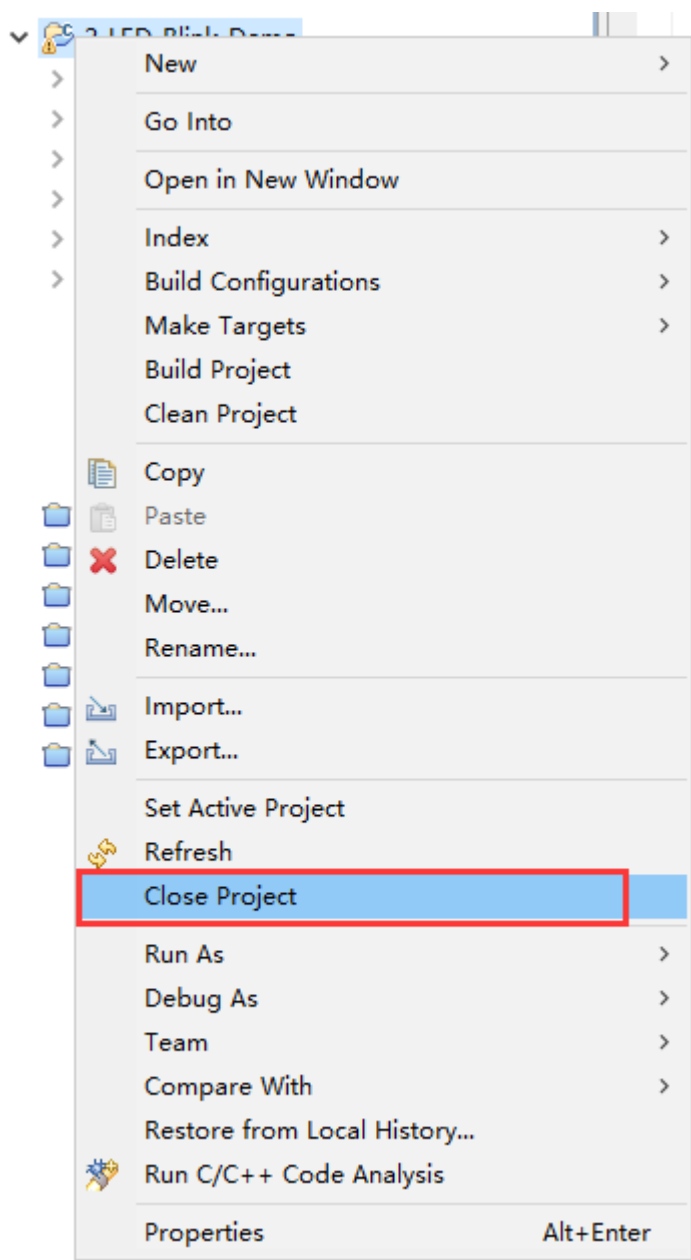 New
Go Into
Open in New Window
Index
Build Configurations
Make Targets
Build Project
Clean Project
Copy
Paste
Delete
Move...
Rename...
Import...
Export...
Set Active Project
Refresh
Close Project
Run As
Debug As
Team
Compare With
Restore from Local History...
Run C/C++ Code Analysis
Properties Alt+Enter